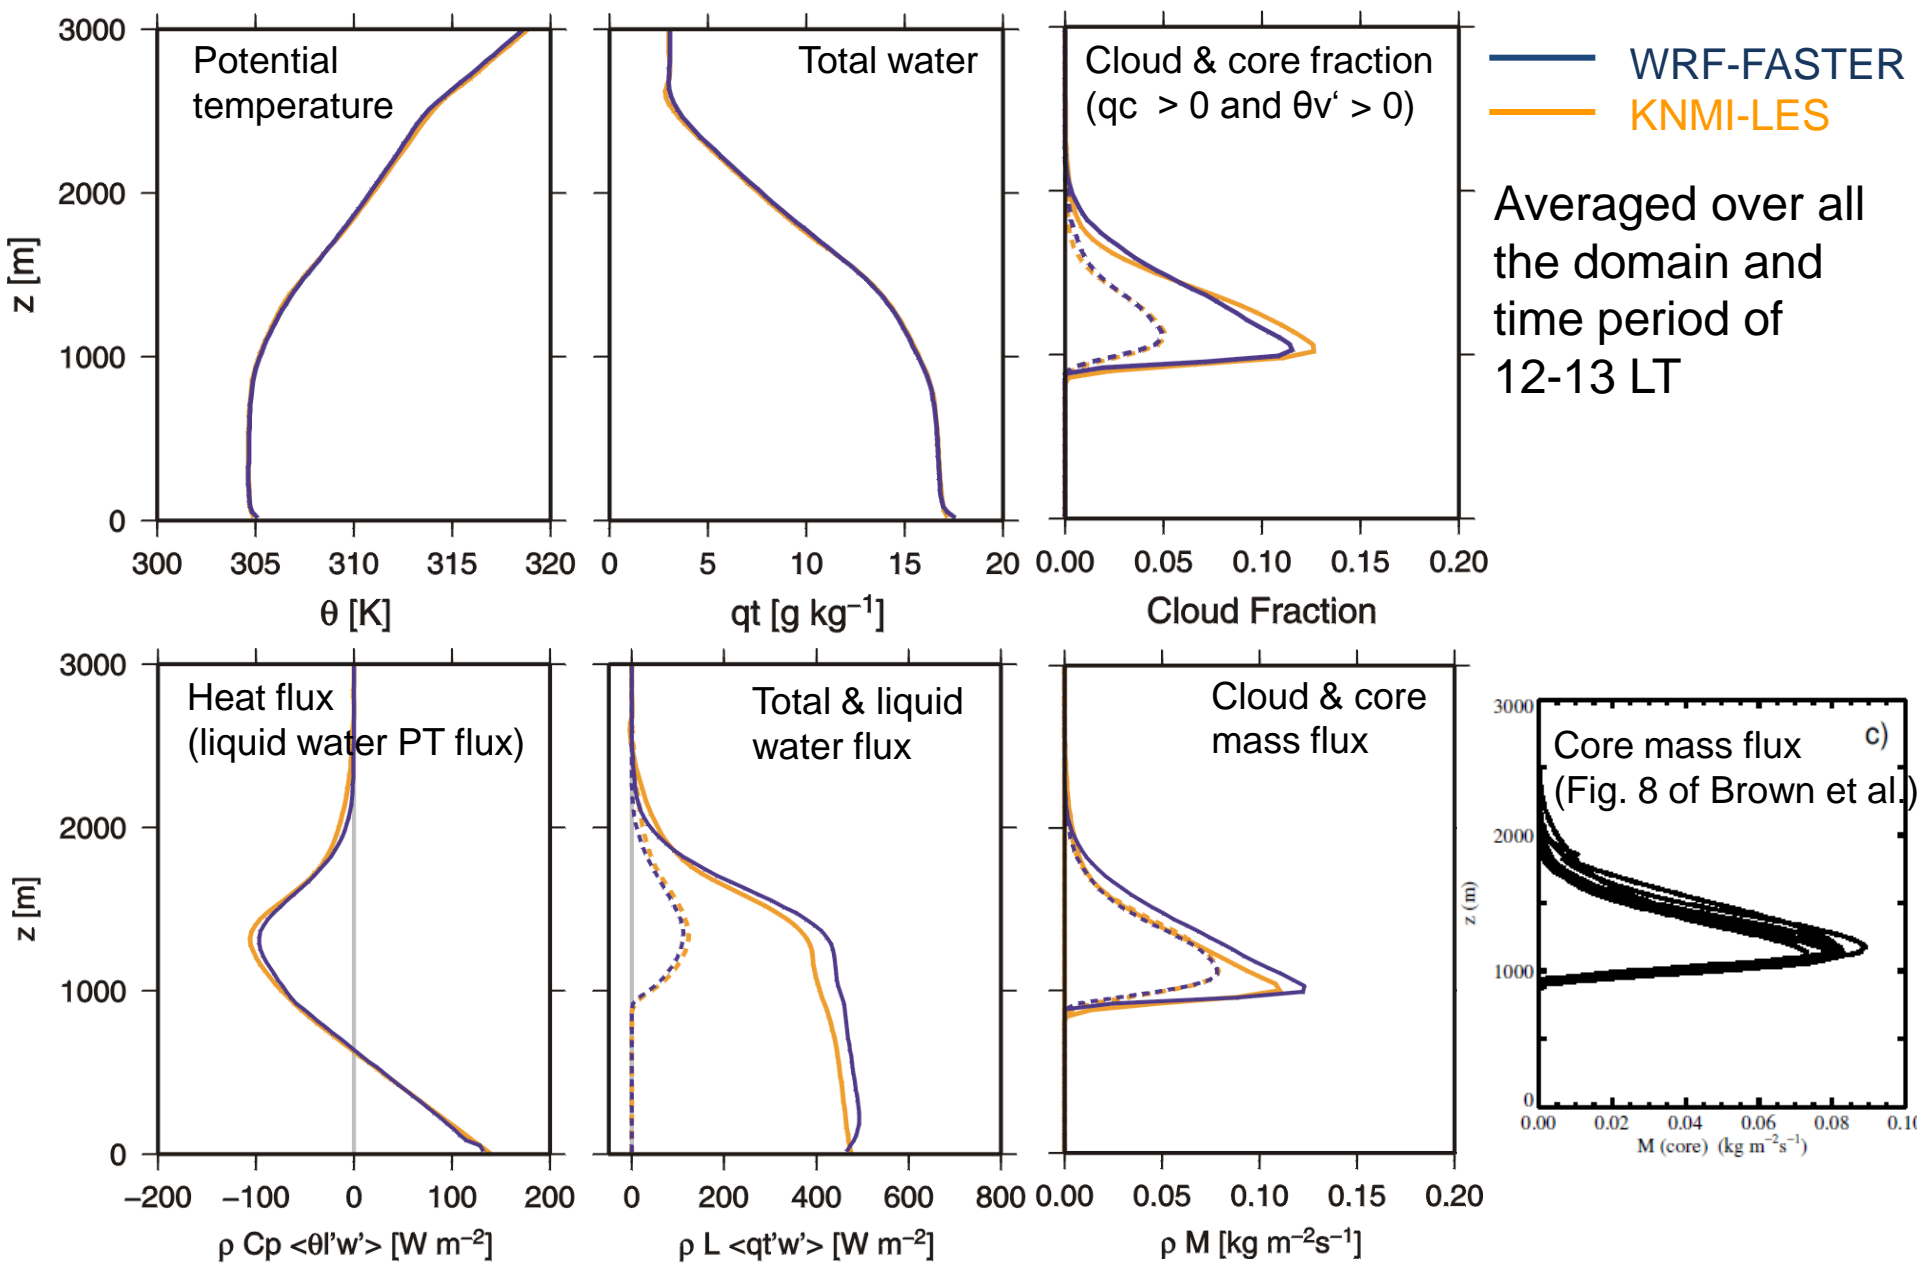 3000
2000
1000
0
z [m]
Potential
temperature
300 305 310 315 320
θ [K]
Total water
0 5 10 15 20
qt [g kg⁻¹]
Cloud & core fraction
(qc > 0 and θv‘ > 0)
0.00 0.05 0.10 0.15 0.20
Cloud Fraction
WRF-FASTER
KNMI-LES
Averaged over all
the domain and
time period of
12-13 LT
3000
2000
1000
0
z [m]
Heat flux
(liquid water PT flux)
−200 −100 0 100 200
ρ Cp <θl’w’> [W m⁻²]
Total & liquid
water flux
0 200 400 600 800
ρ L <qt’w’> [W m⁻²]
Cloud & core
mass flux
0.00 0.05 0.10 0.15 0.20
ρ M [kg m⁻²s⁻¹]
3000
2000
1000
0
z (m)
c)
Core mass flux
(Fig. 8 of Brown et al.)
0.00 0.02 0.04 0.06 0.08 0.10
M (core) (kg m⁻²s⁻¹)